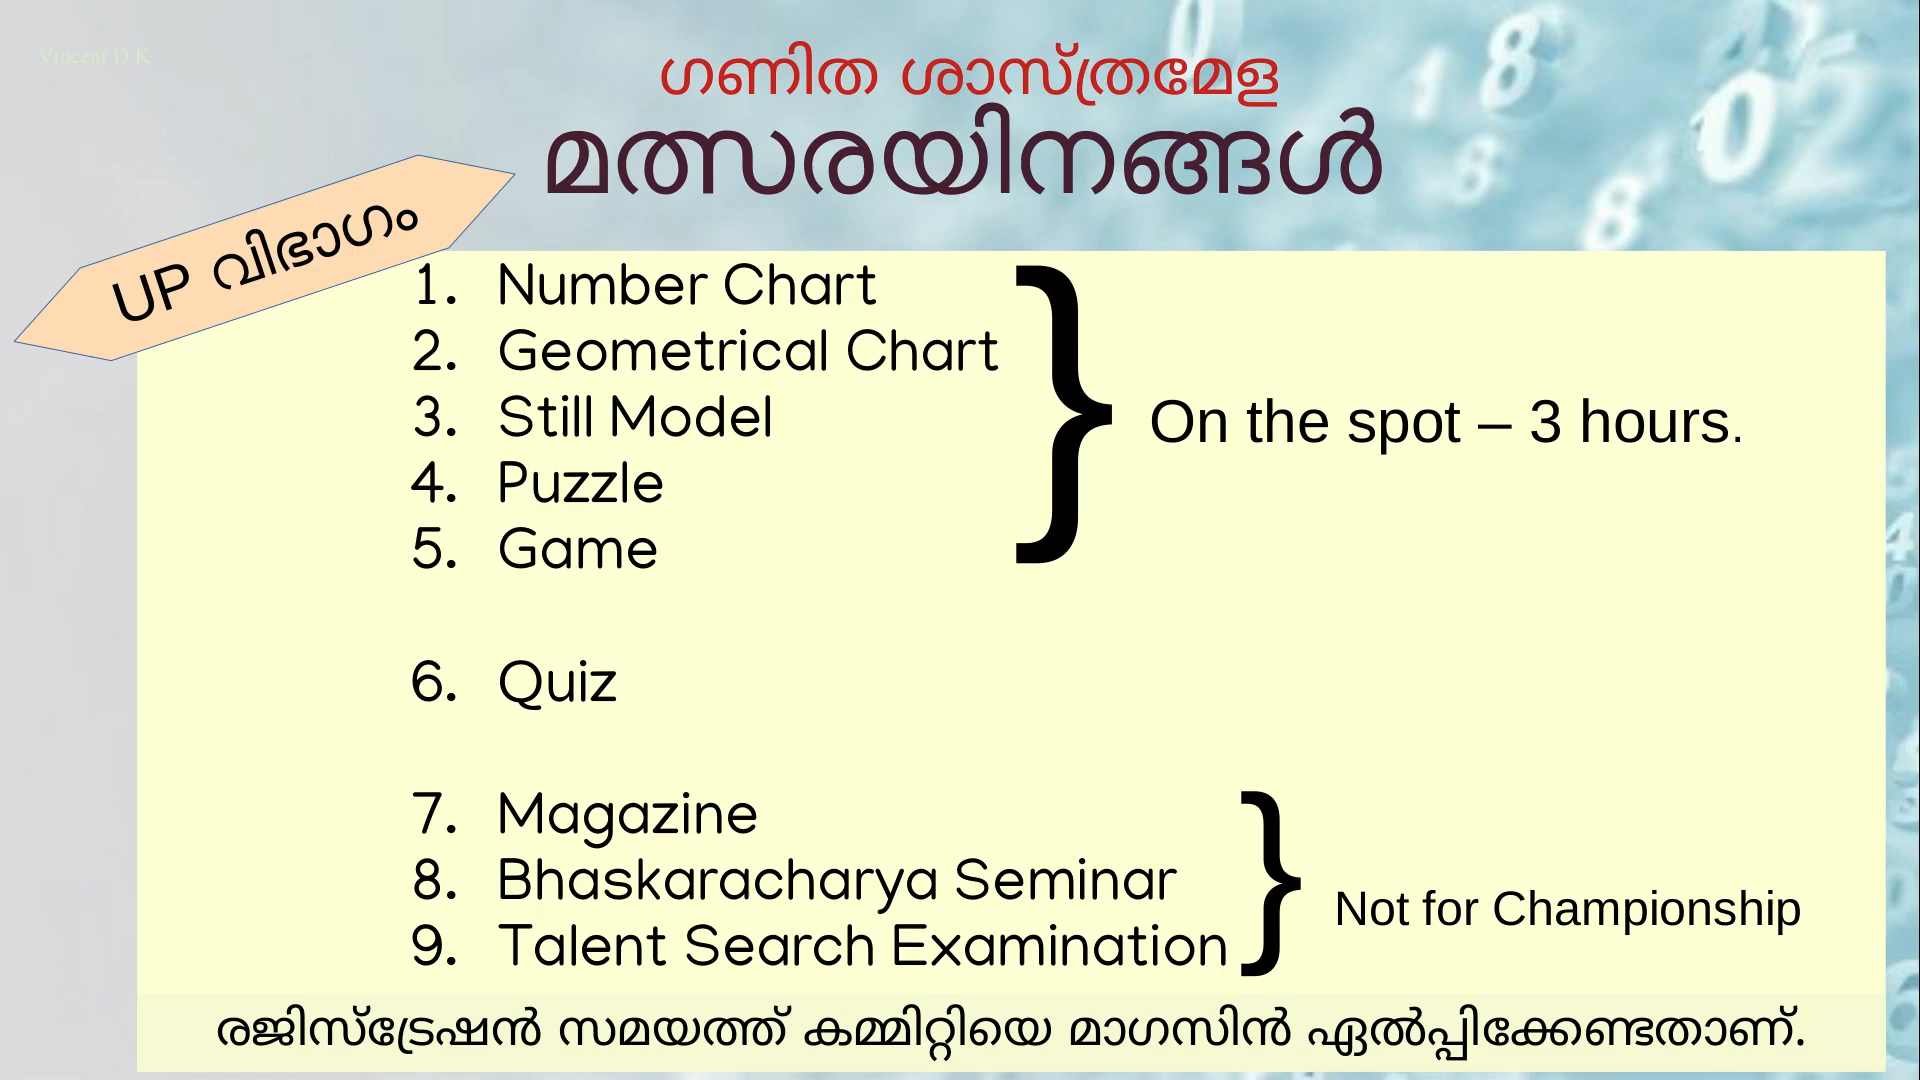 Vincent D K
ഗണിത ശാസ്ത്രമേള
മത്സരയിനങ്ങൾ
UP വിഭാഗം
1. Number Chart
2. Geometrical Chart
3. Still Model
4. Puzzle
5. Game
On the spot – 3 hours.
6. Quiz
7. Magazine
8. Bhaskaracharya Seminar
9. Talent Search Examination
Not for Championship
രജിസ്ട്രേഷൻ സമയത്ത് കമ്മിറ്റിയെ മാഗസിൻ ഏൽപ്പിക്കേണ്ടതാണ്.